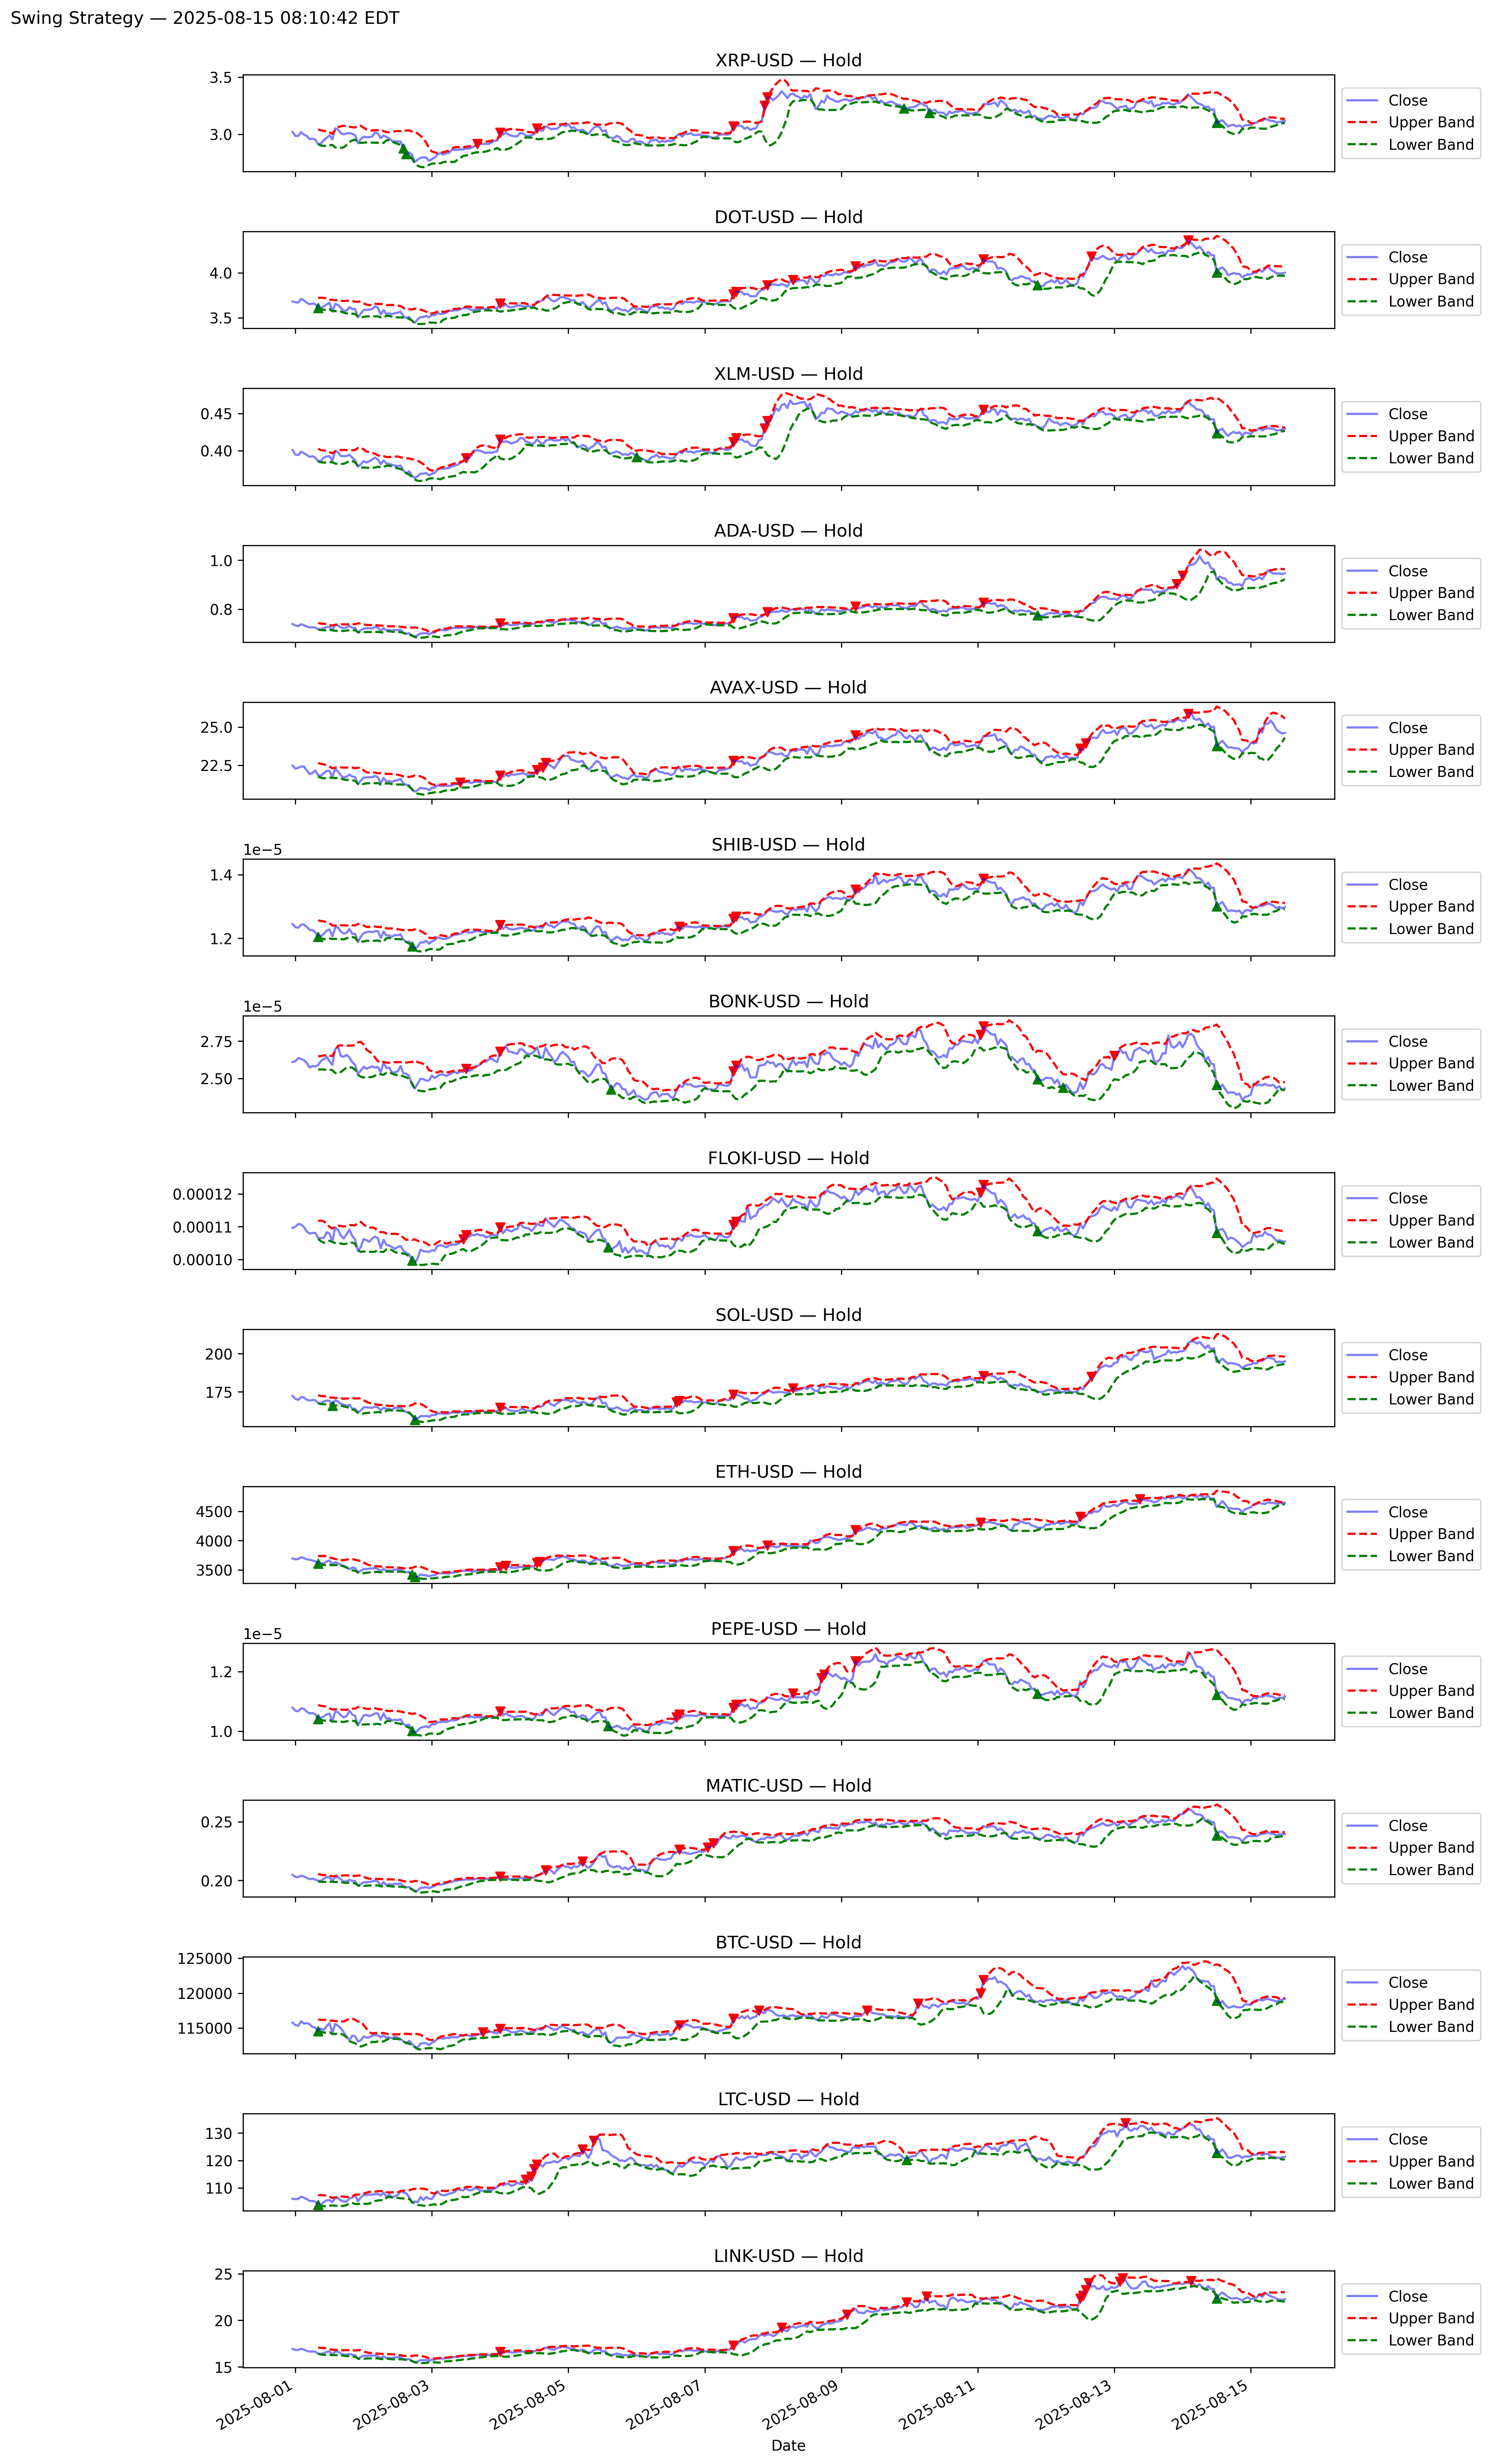 Swing Strategy — 2025-08-15 08:10:42 EDT
XRP-USD — Hold
3.5
3.0
Close
Upper Band
Lower Band
DOT-USD — Hold
4.0
3.5
Close
Upper Band
Lower Band
XLM-USD — Hold
0.45
0.40
Close
Upper Band
Lower Band
ADA-USD — Hold
1.0
0.8
Close
Upper Band
Lower Band
AVAX-USD — Hold
25.0
22.5
Close
Upper Band
Lower Band
SHIB-USD — Hold
1e−5
1.4
1.2
Close
Upper Band
Lower Band
BONK-USD — Hold
1e−5
2.75
2.50
Close
Upper Band
Lower Band
FLOKI-USD — Hold
0.00012
0.00011
0.00010
Close
Upper Band
Lower Band
SOL-USD — Hold
200
175
Close
Upper Band
Lower Band
ETH-USD — Hold
4500
4000
3500
Close
Upper Band
Lower Band
PEPE-USD — Hold
1e−5
1.2
1.0
Close
Upper Band
Lower Band
MATIC-USD — Hold
0.25
0.20
Close
Upper Band
Lower Band
BTC-USD — Hold
125000
120000
115000
Close
Upper Band
Lower Band
LTC-USD — Hold
130
120
110
Close
Upper Band
Lower Band
LINK-USD — Hold
25
20
15
Close
Upper Band
Lower Band
2025-08-01
2025-08-03
2025-08-05
2025-08-07
2025-08-09
2025-08-11
2025-08-13
2025-08-15
Date